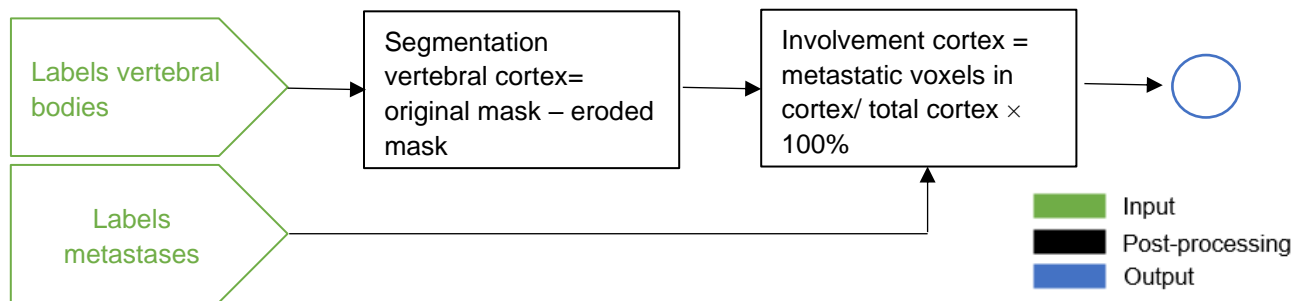 Labels vertebral
bodies
Segmentation
vertebral cortex=
original mask – eroded
mask
Involvement cortex =
metastatic voxels in
cortex/ total cortex ×
100%
Labels
metastases
Input
Post-processing
Output